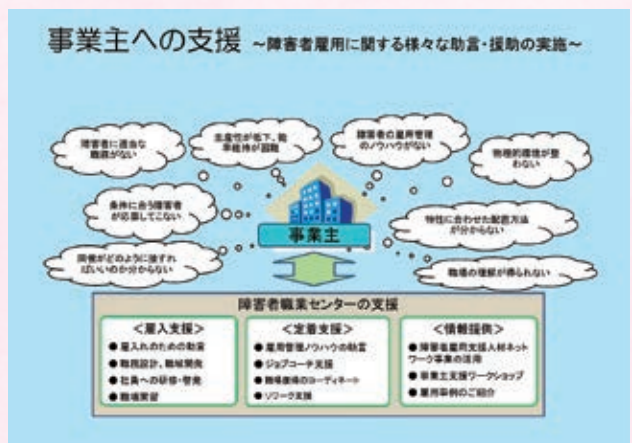 事業主への支援 ~障害者雇用に関する様々な助言・援助の実施~
障害者に適当な
職務がない
生産性が低下、能
率維持が困難
障害者の雇用管理
のノウハウがない
物理的環境が整
わない
条件に合う障害者
が応募してこない
特性に合わせた配置方法
が分からない
事業主
同僚がどのように接すれ
ばいいのか分からない
職場の理解が得られない
障害者職業センターの支援
<雇入支援>
●雇入れのための助言
●職務設計、職域開発
●社員への研修・啓発
●職場実習
<定着支援>
●雇用管理ノウハウの助言
●ジョブコーチ支援
●職場復帰のコーディネート
●リワーク支援
<情報提供>
●障害者雇用支援人材ネット
ワーク事業の活用
●事業主支援ワークショップ
●雇用事例のご紹介